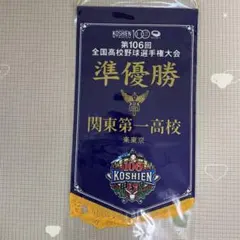 KOSHIEN 100
第106回
全国高校野球選手権大会
準優勝
関東第一高校
東東京
106
KOSHIEN